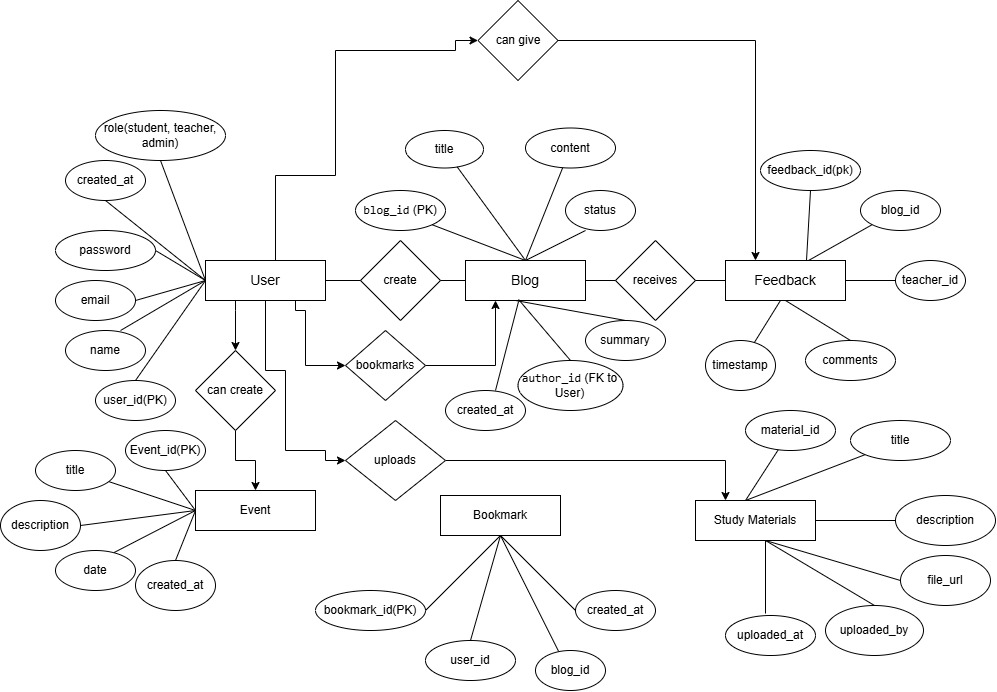 can give
role(student, teacher,
admin)
created_at
password
email
name
user_id(PK)
User
create
bookmarks
can create
uploads
title
content
blog_id (PK)
status
Blog
summary
author_id (FK to
User)
created_at
receives
feedback_id(pk)
blog_id
teacher_id
Feedback
timestamp
comments
Event_id(PK)
title
description
date
created_at
Event
Bookmark
bookmark_id(PK)
user_id
blog_id
created_at
material_id
title
Study Materials
description
file_url
uploaded_by
uploaded_at